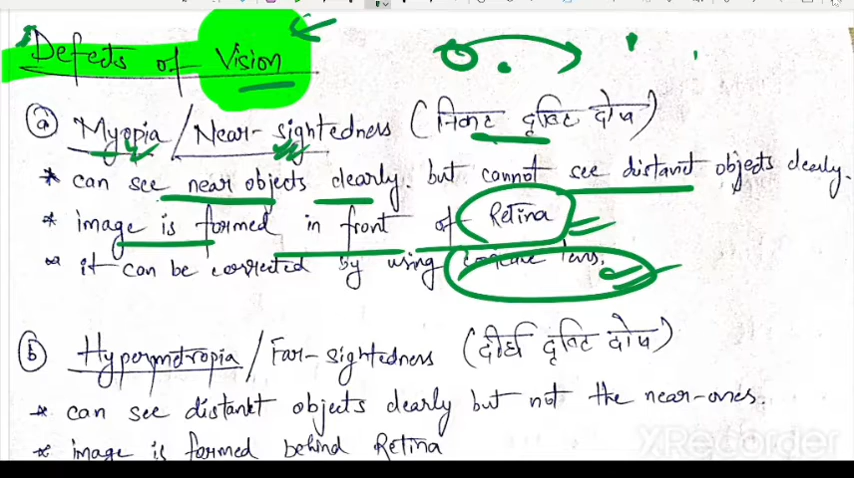 Defects of Vision
(a) Myopia / Near-sightedness (निकट दृष्टि दोष)
* can see near objects clearly. but cannot see distant objects clearly.
* image is formed in front of Retina
* it can be corrected by using concave lens.
(b) Hypermetropia / Far-sightedness (दीर्घ दृष्टि दोष)
* can see distant objects clearly but not the near-ones.
* image is formed behind Retina
XRecorder